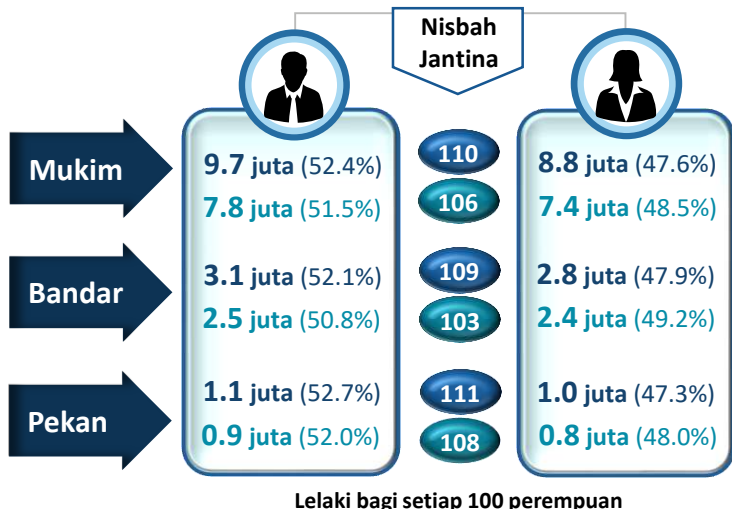 Nisbah
Jantina
Mukim
9.7 juta (52.4%)
110
8.8 juta (47.6%)
7.8 juta (51.5%)
106
7.4 juta (48.5%)
Bandar
3.1 juta (52.1%)
109
2.8 juta (47.9%)
2.5 juta (50.8%)
103
2.4 juta (49.2%)
Pekan
1.1 juta (52.7%)
111
1.0 juta (47.3%)
0.9 juta (52.0%)
108
0.8 juta (48.0%)
Lelaki bagi setiap 100 perempuan